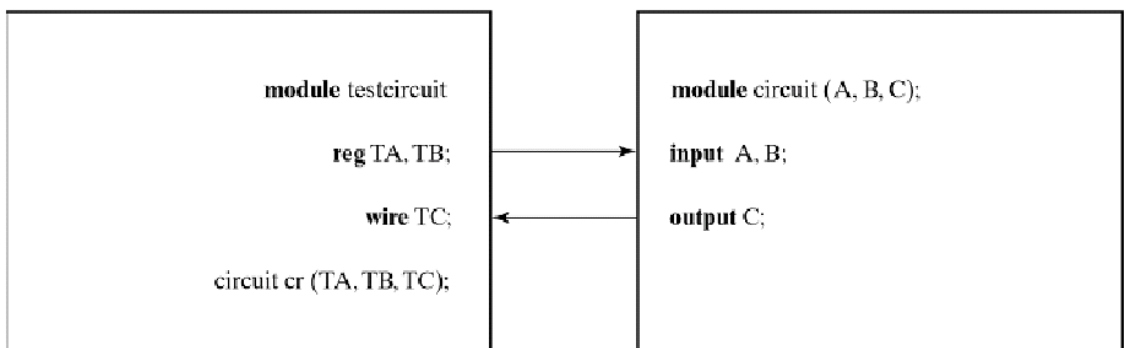 module testcircuit
reg TA, TB;
wire TC;
circuit cr (TA, TB, TC);
module circuit (A, B, C);
input A, B;
output C;